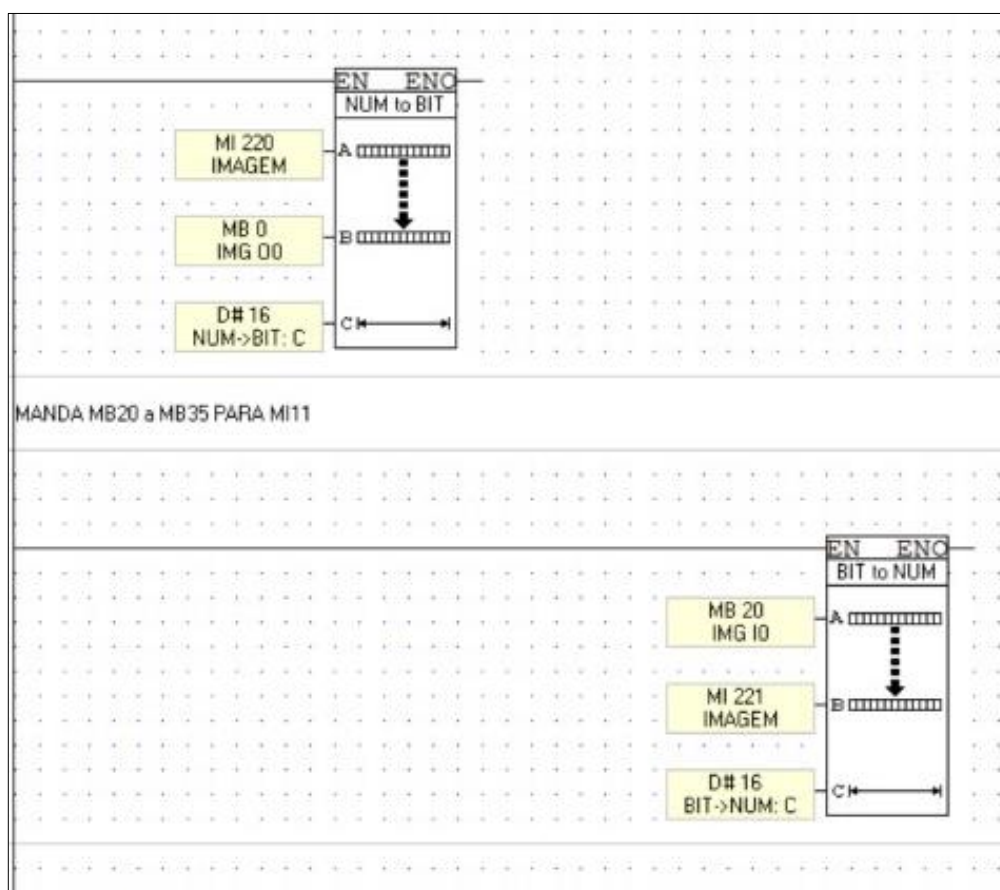 EN ENO
NUM to BIT
MI 220
IMAGEM
A
MB 0
IMG O0
B
D# 16
NUM->BIT: C
C
MANDA MB20 a MB35 PARA MI11
EN ENO
BIT to NUM
MB 20
IMG I0
A
MI 221
IMAGEM
B
D# 16
BIT->NUM: C
C